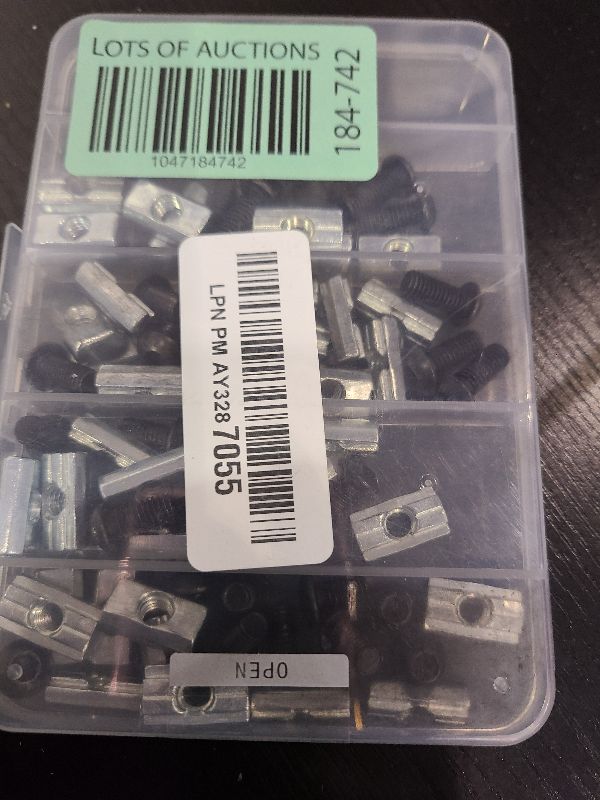 LOTS OF AUCTIONS
1047184742
184-742
LPN PM AY328 7055
OPEN